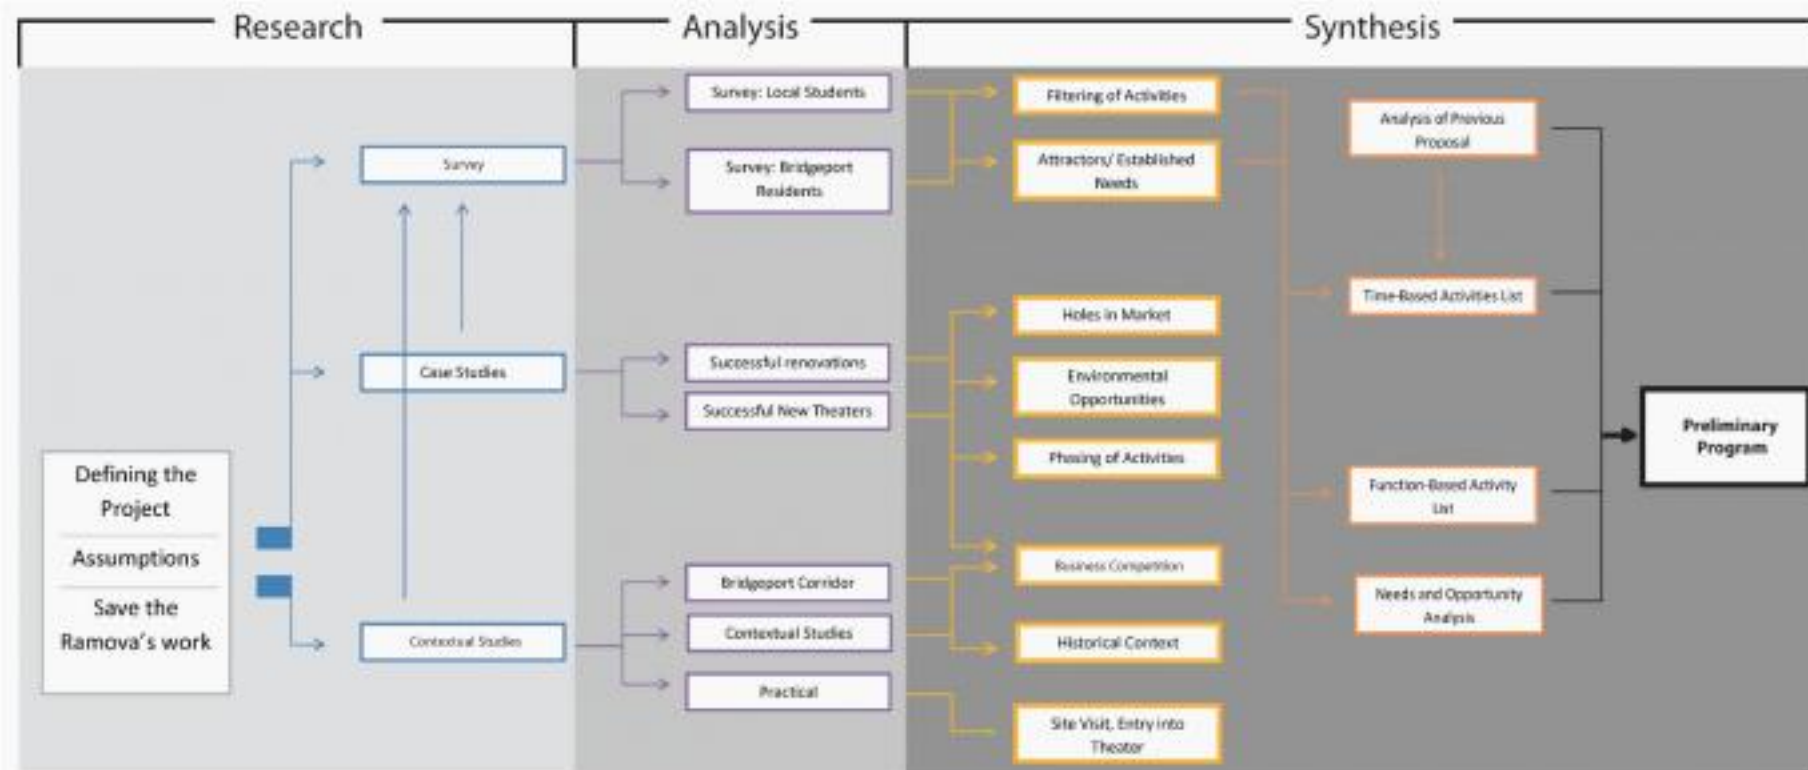 Research
Analysis
Synthesis
Defining the
Project
Assumptions
Save the
Ramova's work
Survey
Case Studies
Contextual Studies
Survey: Local Students
Survey: Bridgeport
Residents
Successful renovations
Successful New Theaters
Bridgeport Corridor
Contextual Studies
Practical
Filtering of Activities
Attractors/ Established
Needs
Holes in Market
Environmental
Opportunities
Phasing of Activities
Business Competition
Historical Context
Site Visit, Entry into
Theater
Analysis of Previous
Proposal
Time-Based Activities List
Function-Based Activity
List
Needs and Opportunity
Analysis
Preliminary
Program